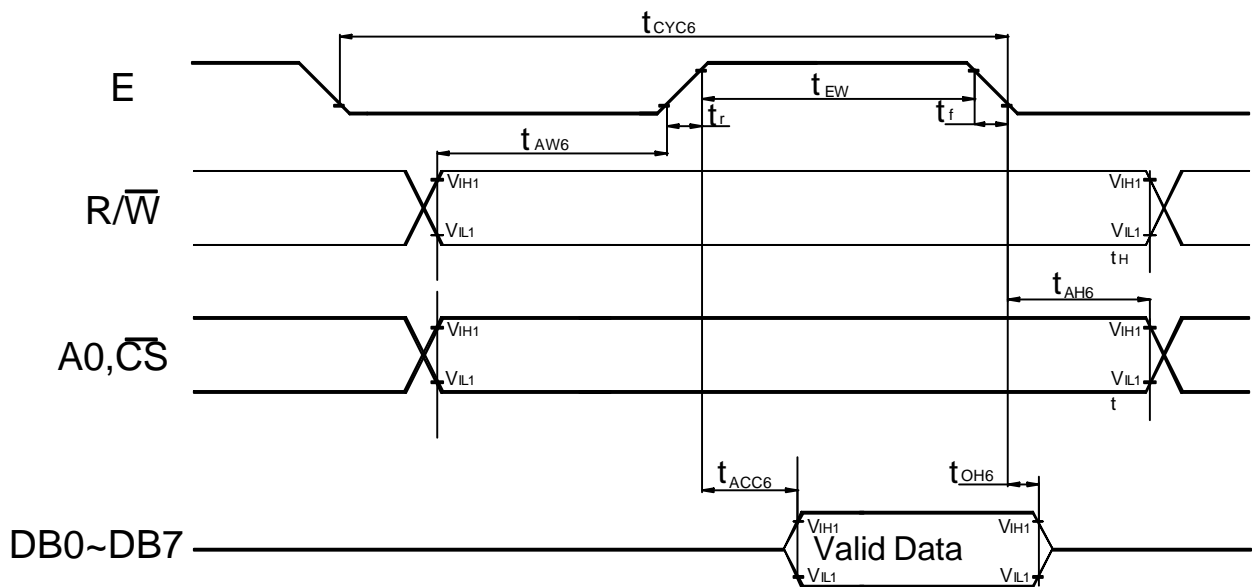 tCYC6
E
tEW
tr
tf
tAW6
R/W̅
VIH1
VIH1
VIL1
VIL1
tH
tAH6
A0,C̅S̅
VIH1
VIH1
VIL1
VIL1
t
tACC6
tOH6
DB0~DB7
VIH1
VIH1
Valid Data
VIL1
VIL1